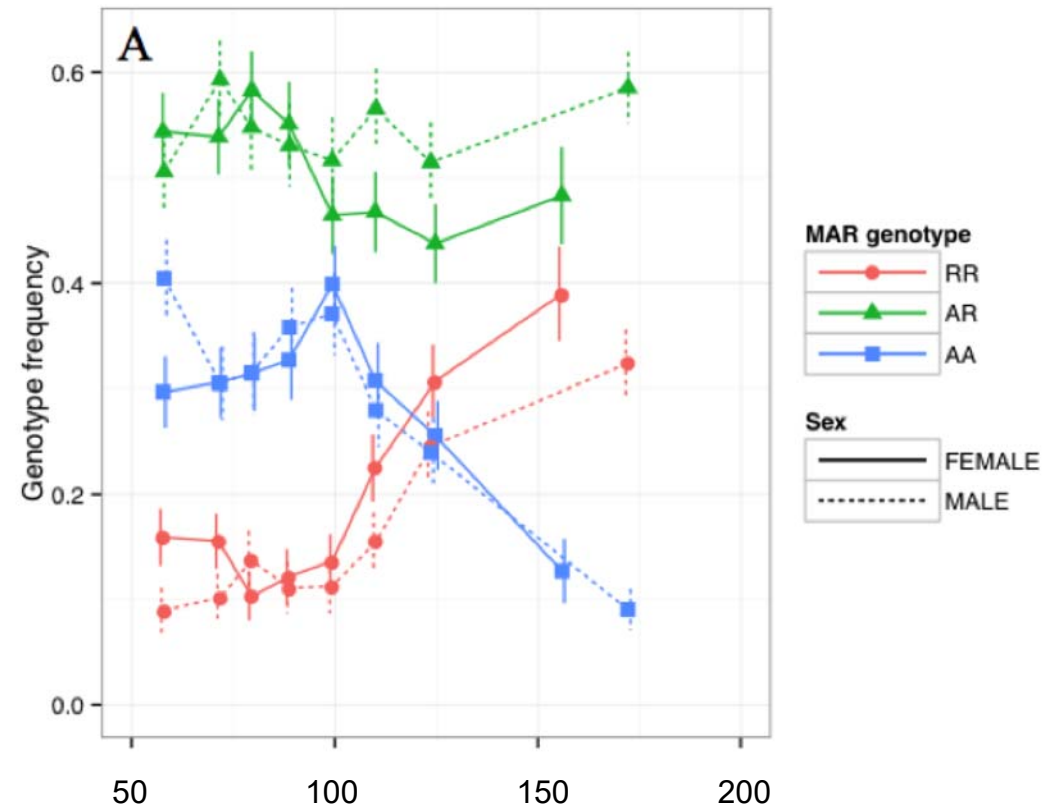 A
0.6
0.4
0.2
0.0
Genotype frequency
50 100 150 200
MAR genotype
RR
AR
AA
Sex
FEMALE
MALE